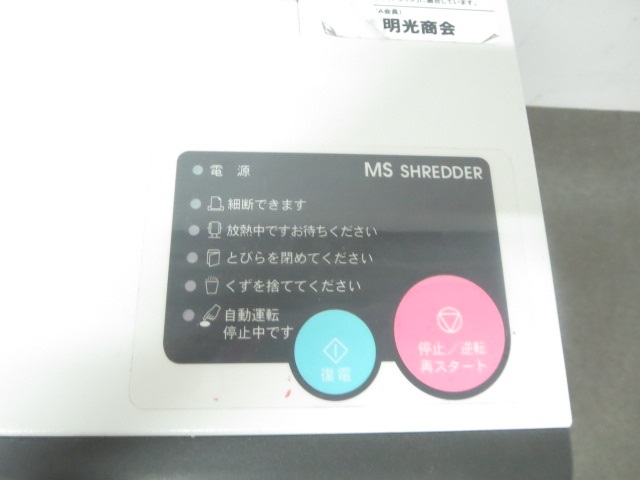 明光商会
電源
MS SHREDDER
細断できます
放熱中ですお待ちください
とびらを閉めてください
くずを捨ててください
自動運転
停止中です
復電
停止／逆転
再スタート